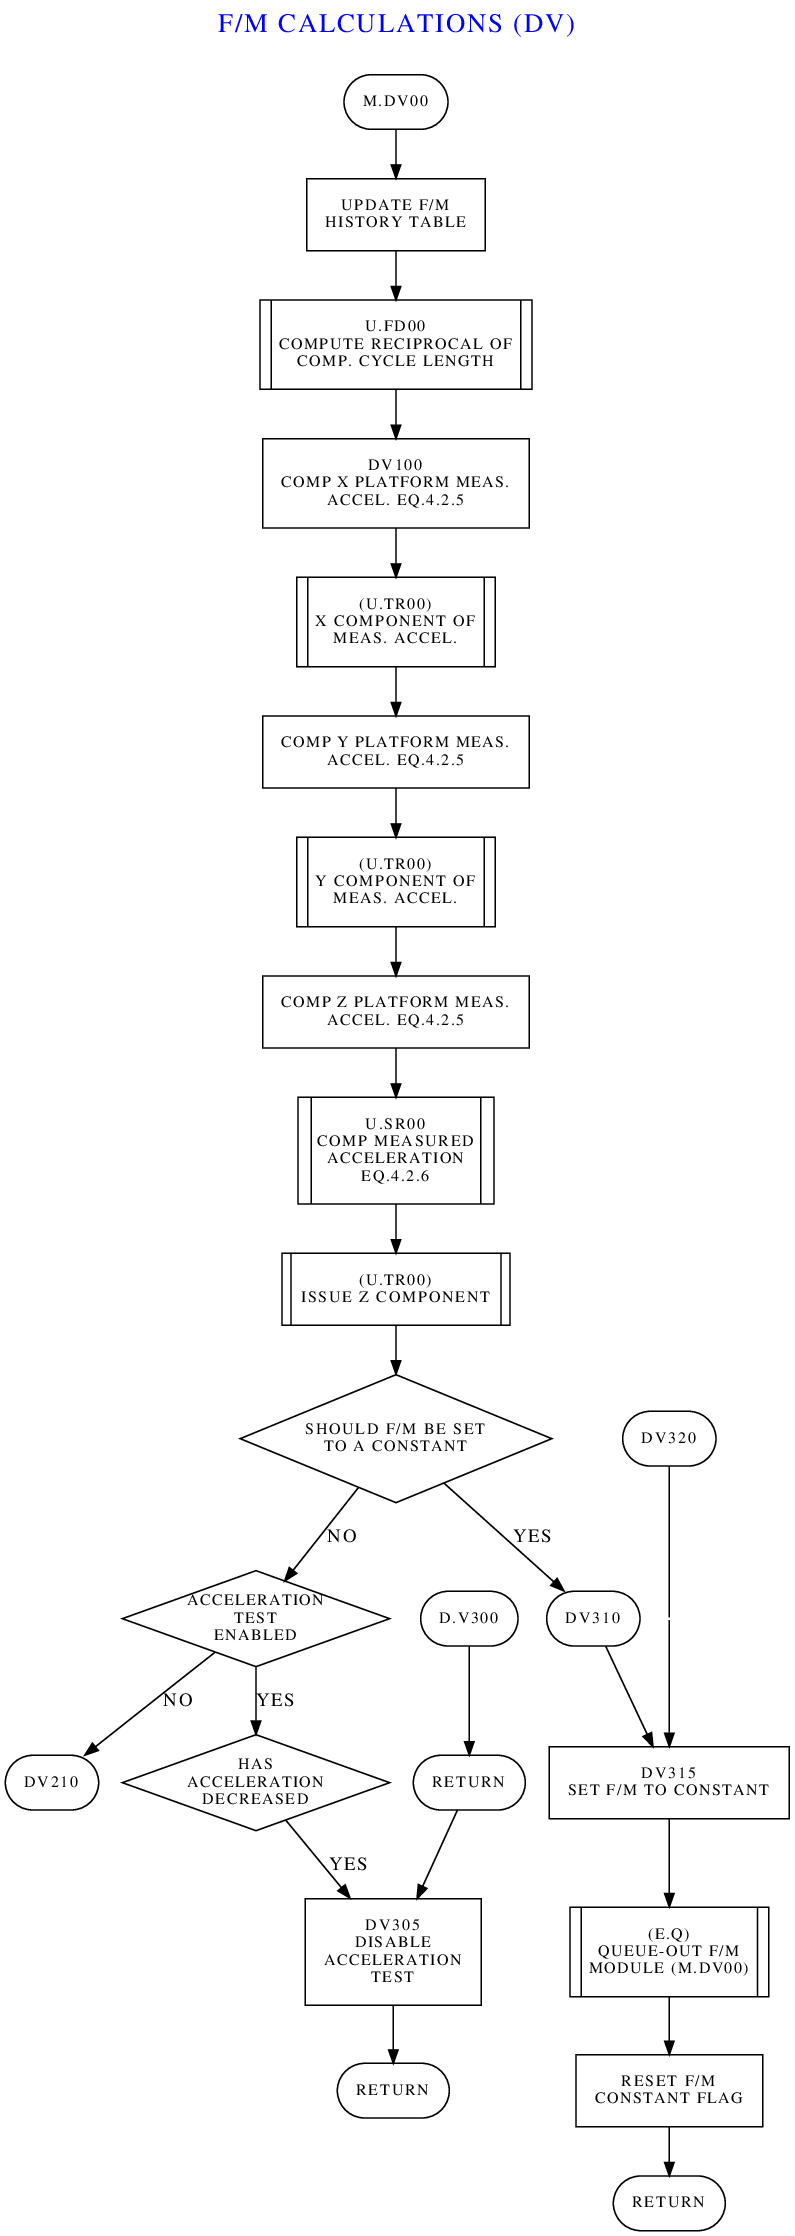 F/M CALCULATIONS (DV)
M.DV00
UPDATE F/M
HISTORY TABLE
U.FD00
COMPUTE RECIPROCAL OF
COMP. CYCLE LENGTH
DV100
COMP X PLATFORM MEAS.
ACCEL. EQ.4.2.5
(U.TR00)
X COMPONENT OF
MEAS. ACCEL.
COMP Y PLATFORM MEAS.
ACCEL. EQ.4.2.5
(U.TR00)
Y COMPONENT OF
MEAS. ACCEL.
COMP Z PLATFORM MEAS.
ACCEL. EQ.4.2.5
U.SR00
COMP MEASURED
ACCELERATION
EQ.4.2.6
(U.TR00)
ISSUE Z COMPONENT
SHOULD F/M BE SET
TO A CONSTANT
DV320
NO
YES
ACCELERATION
TEST
ENABLED
D.V300
DV310
NO
YES
DV210
HAS
ACCELERATION
DECREASED
RETURN
DV315
SET F/M TO CONSTANT
YES
DV305
DISABLE
ACCELERATION
TEST
(E.Q)
QUEUE-OUT F/M
MODULE (M.DV00)
RETURN
RESET F/M
CONSTANT FLAG
RETURN